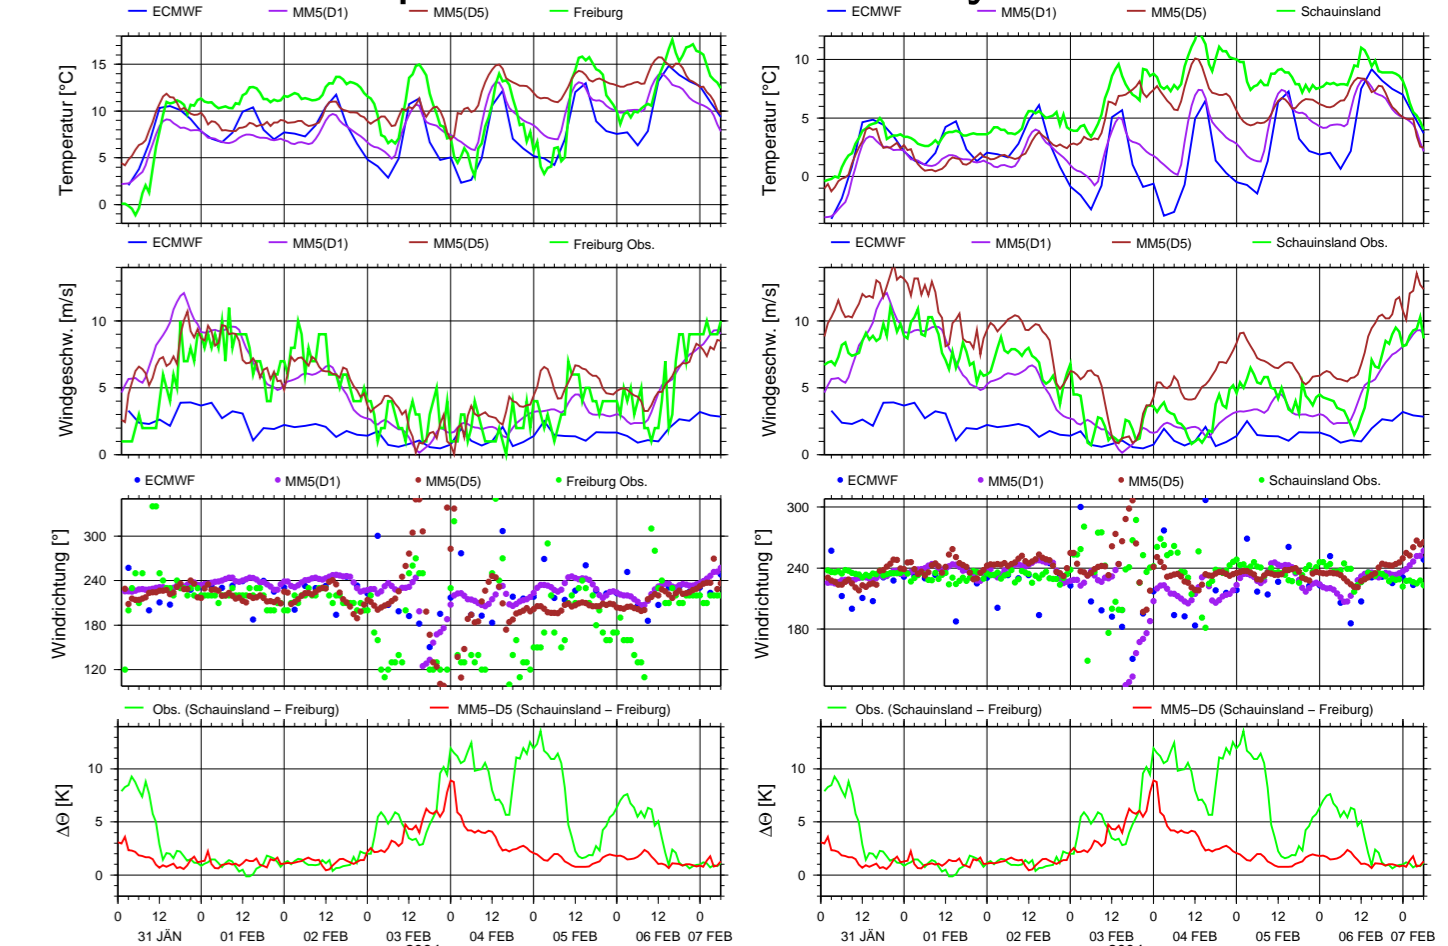 ECMWF MM5(D1) MM5(D5) Freiburg
Temperatur [°C]
15
10
5
0
ECMWF MM5(D1) MM5(D5) Freiburg Obs.
Windgeschw. [m/s]
10
5
0
ECMWF MM5(D1) MM5(D5) Freiburg Obs.
Windrichtung [°]
300
240
180
120
Obs. (Schauinsland – Freiburg) MM5–D5 (Schauinsland – Freiburg)
ΔΘ [K]
10
5
0
0 12 0 12 0 12 0 12 0 12 0 12 0 12 0
31 JÄN 01 FEB 02 FEB 03 FEB 04 FEB 05 FEB 06 FEB 07 FEB
ECMWF MM5(D1) MM5(D5) Schauinsland
Temperatur [°C]
10
5
0
ECMWF MM5(D1) MM5(D5) Schauinsland Obs.
Windgeschw. [m/s]
10
5
0
ECMWF MM5(D1) MM5(D5) Schauinsland Obs.
Windrichtung [°]
300
240
180
Obs. (Schauinsland – Freiburg) MM5–D5 (Schauinsland – Freiburg)
ΔΘ [K]
10
5
0
0 12 0 12 0 12 0 12 0 12 0 12 0 12 0
31 JÄN 01 FEB 02 FEB 03 FEB 04 FEB 05 FEB 06 FEB 07 FEB